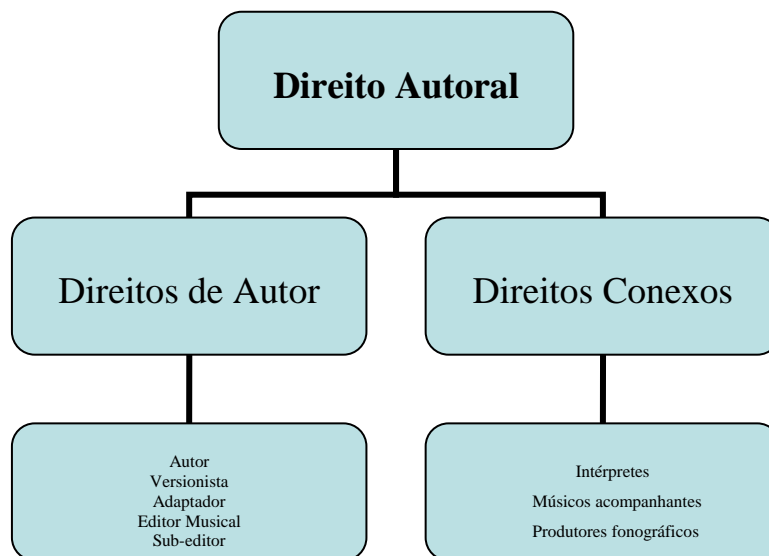 Direito Autoral
Direitos de Autor
Direitos Conexos
Autor
Versionista
Adaptador
Editor Musical
Sub-editor
Intérpretes
Músicos acompanhantes
Produtores fonográficos